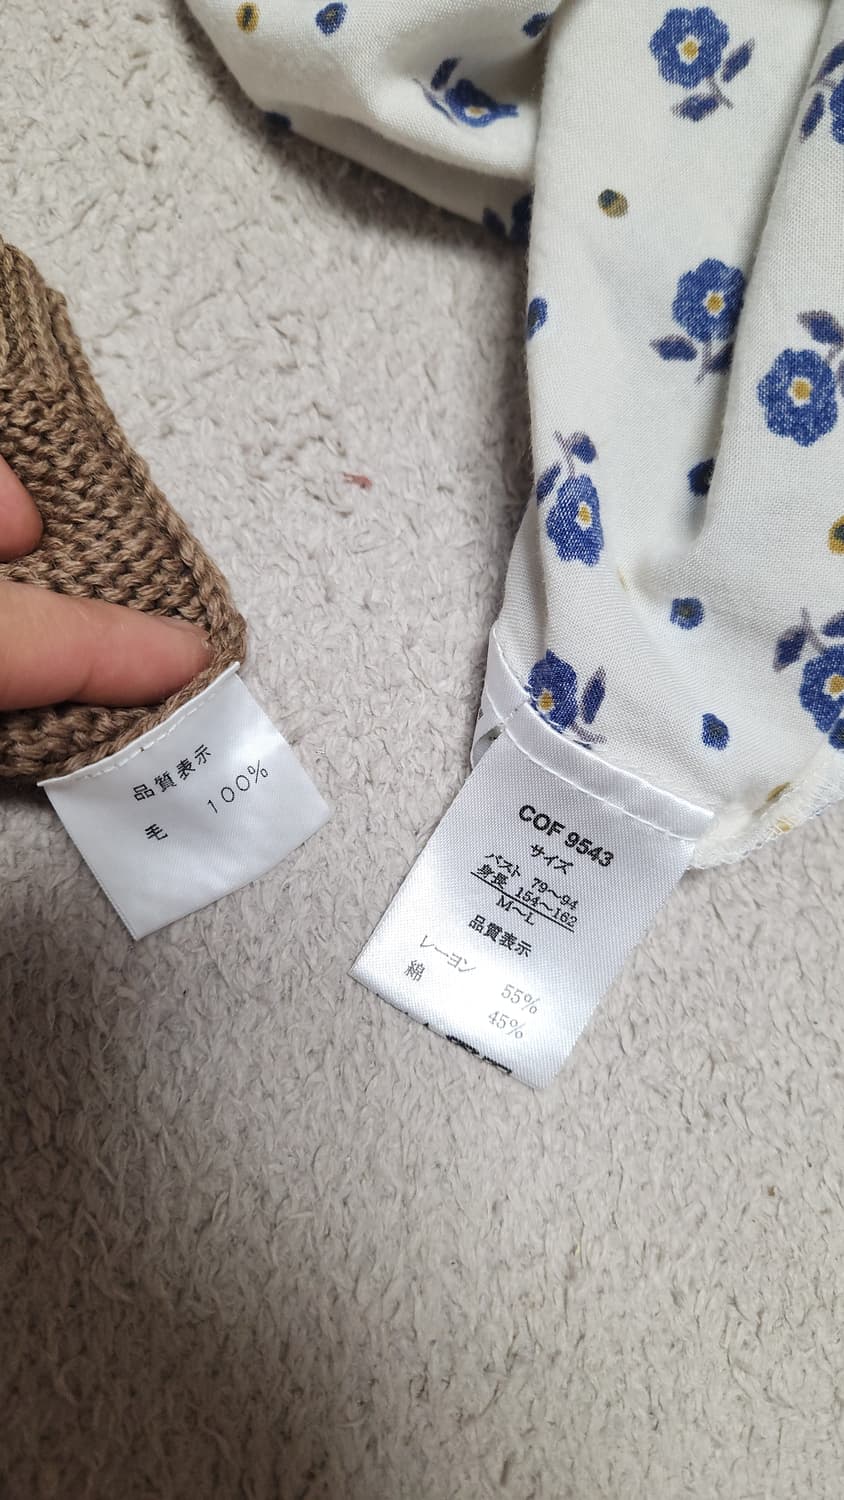 品質表示
毛 100%
COF 9543
サイズ
バスト 79〜94
身長 154〜162
M〜L
品質表示
レーヨン 55%
綿 45%